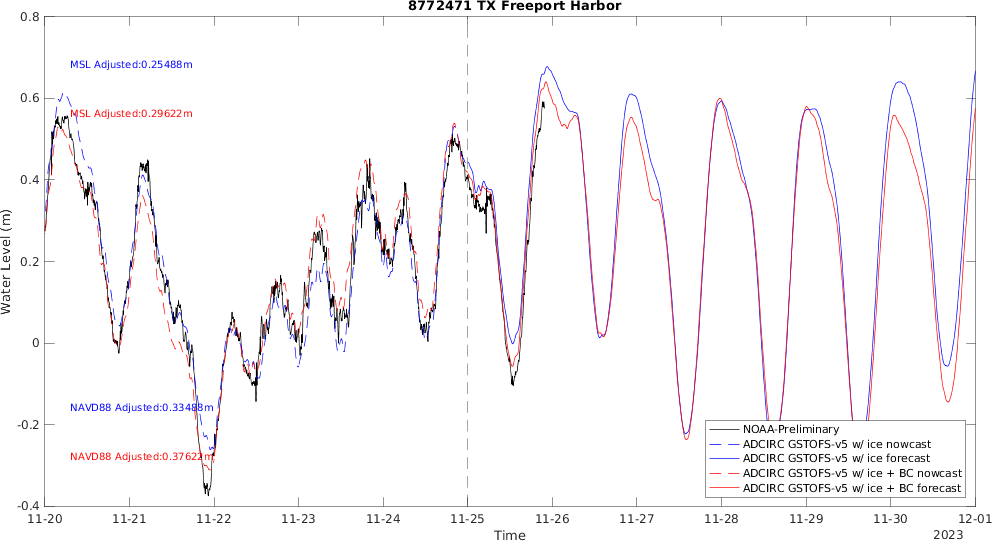 8772471 TX Freeport Harbor
0.8
0.6
0.4
0.2
0
-0.2
-0.4
Water Level (m)
MSL Adjusted:0.25488m
MSL Adjusted:0.29622m
NAVD88 Adjusted:0.33488m
NAVD88 Adjusted:0.37622m
NOAA-Preliminary
ADCIRC GSTOFS-v5 w/ ice nowcast
ADCIRC GSTOFS-v5 w/ ice forecast
ADCIRC GSTOFS-v5 w/ ice + BC nowcast
ADCIRC GSTOFS-v5 w/ ice + BC forecast
11-20 11-21 11-22 11-23 11-24 11-25 11-26 11-27 11-28 11-29 11-30 12-01
Time
2023